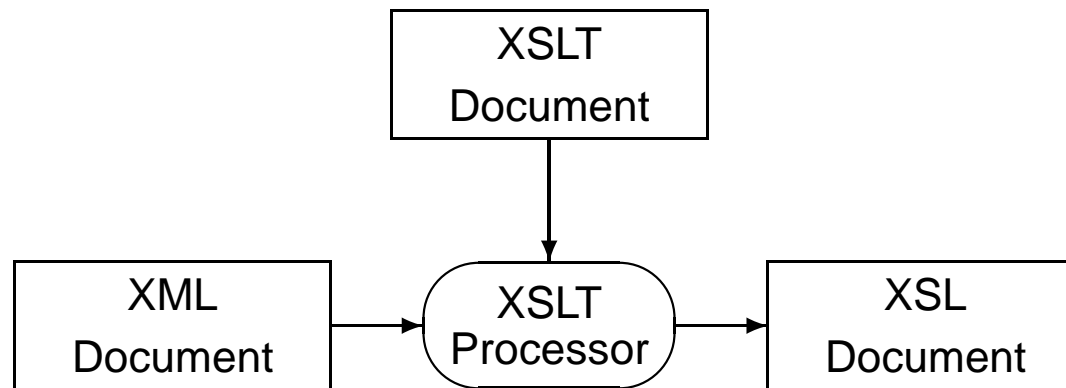 XSLT
Document
XML
Document
XSLT
Processor
XSL
Document